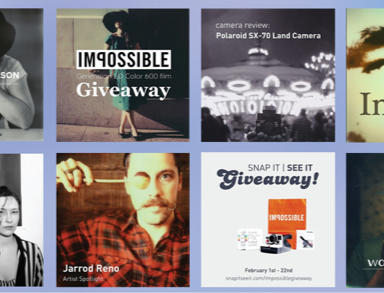 SON
IMPOSSIBLE
Generation 2.0 Color 600 film
Giveaway
camera review:
Polaroid SX-70 Land Camera
In
Jarrod Reno
Artist Spotlight
SNAP IT | SEE IT
Giveaway!
IMPOSSIBLE
February 1st - 22nd
snapitseeit.com/impossiblegiveaway
wo